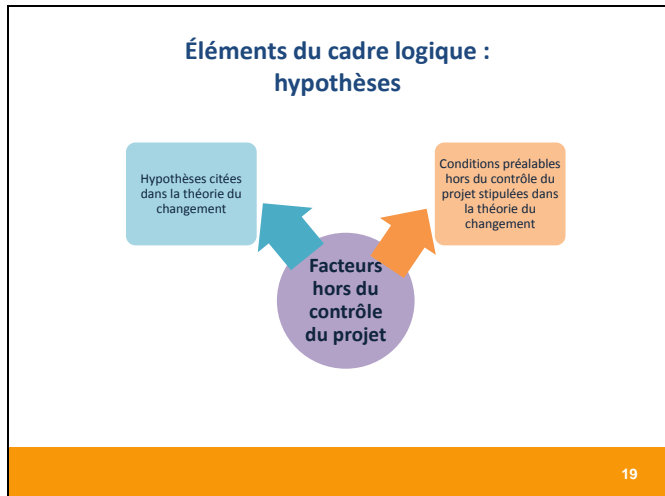 Éléments du cadre logique :
hypothèses
Hypothèses citées
dans la théorie du
changement
Conditions préalables
hors du contrôle du
projet stipulées dans
la théorie du
changement
Facteurs
hors du
contrôle
du projet
19